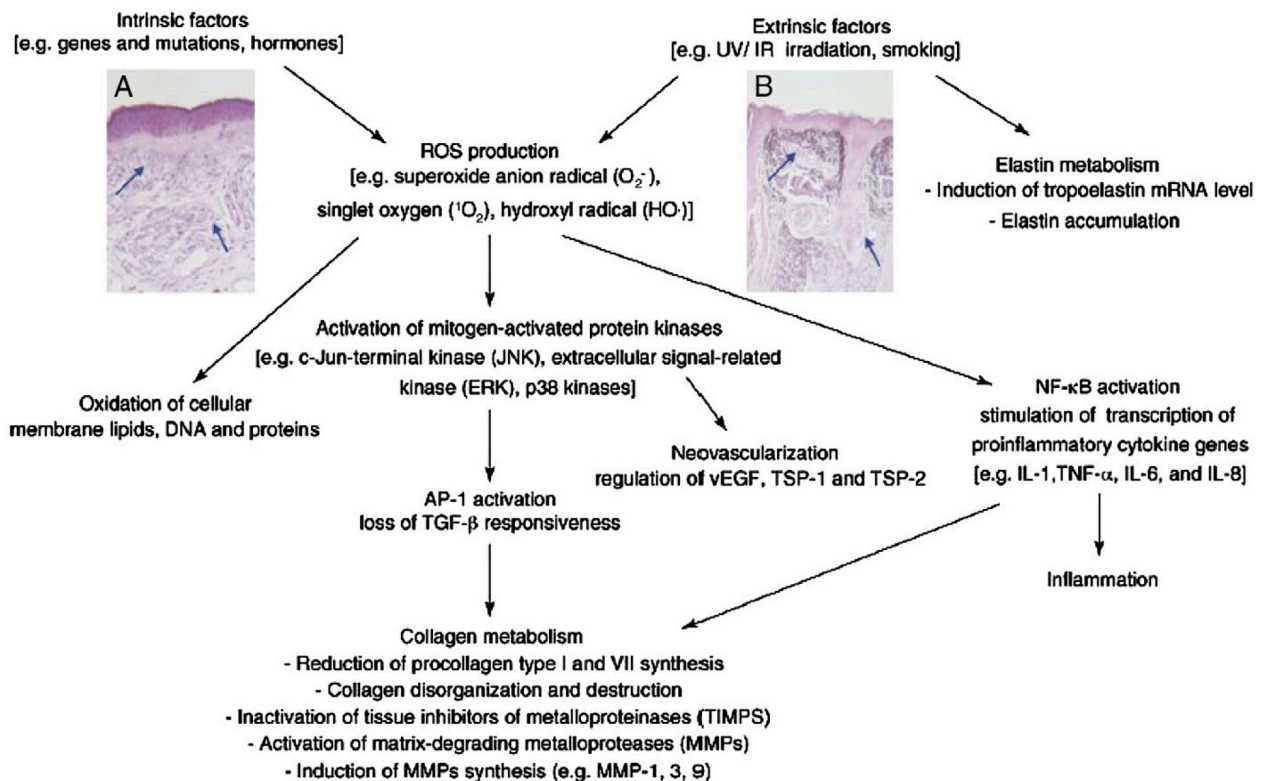 Intrinsic factors
[e.g. genes and mutations, hormones]
Extrinsic factors
[e.g. UV/ IR irradiation, smoking]
A
B
ROS production
[e.g. superoxide anion radical (O₂⁻),
singlet oxygen (¹O₂), hydroxyl radical (HO·)]
Elastin metabolism
- Induction of tropoelastin mRNA level
- Elastin accumulation
Activation of mitogen-activated protein kinases
[e.g. c-Jun-terminal kinase (JNK), extracellular signal-related
kinase (ERK), p38 kinases]
Oxidation of cellular
membrane lipids, DNA and proteins
NF-κB activation
stimulation of transcription of
proinflammatory cytokine genes
[e.g. IL-1,TNF-α, IL-6, and IL-8]
Neovascularization
regulation of vEGF, TSP-1 and TSP-2
AP-1 activation
loss of TGF-β responsiveness
Inflammation
Collagen metabolism
- Reduction of procollagen type I and VII synthesis
- Collagen disorganization and destruction
- Inactivation of tissue inhibitors of metalloproteinases (TIMPS)
- Activation of matrix-degrading metalloproteases (MMPs)
- Induction of MMPs synthesis (e.g. MMP-1, 3, 9)